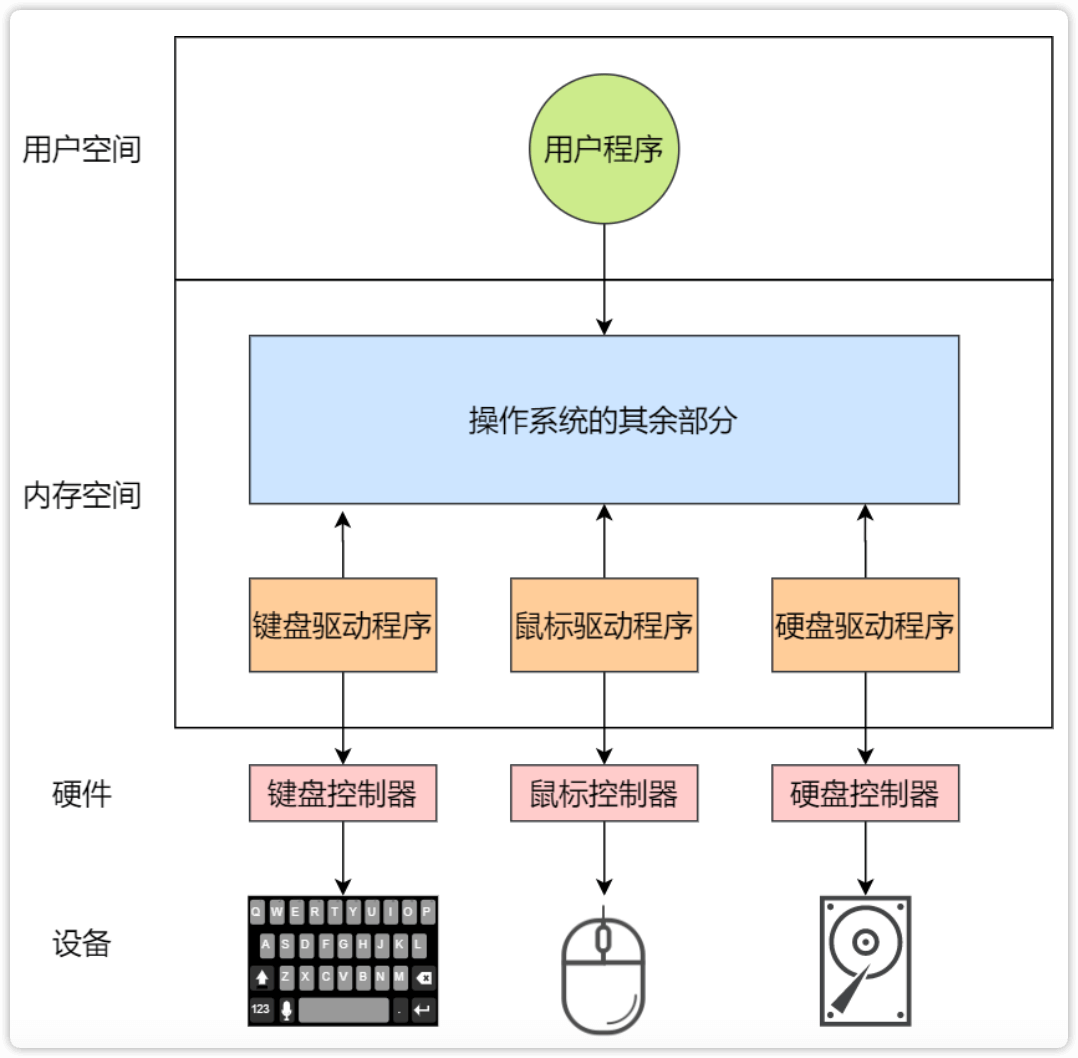 用户空间
用户程序
操作系统的其余部分
内存空间
键盘驱动程序
鼠标驱动程序
硬盘驱动程序
硬件
键盘控制器
鼠标控制器
硬盘控制器
设备
Q W E R T Y U I O P
A S D F G H J K L
Z X C V B N M
123 .